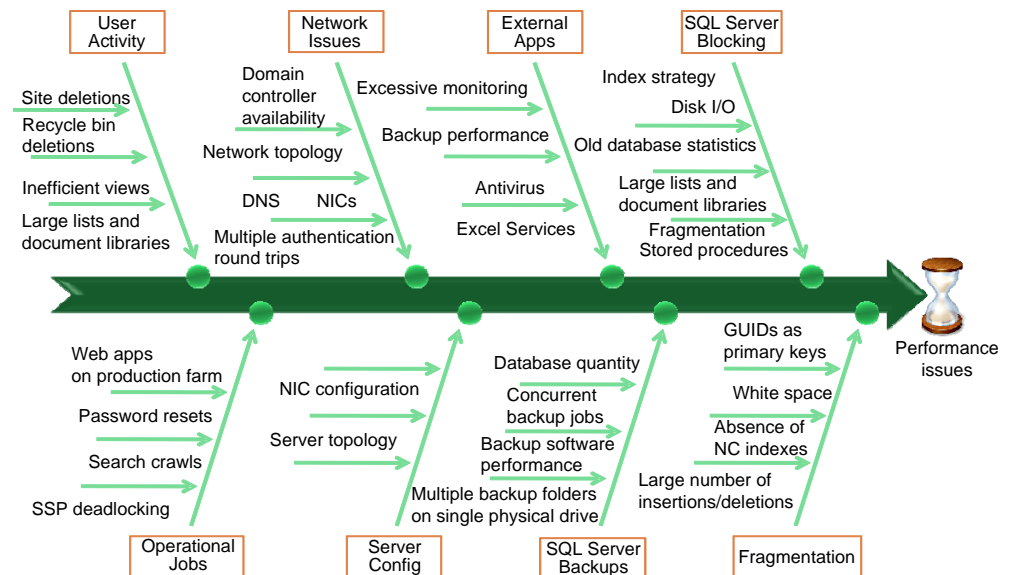 User
Activity
Network
Issues
External
Apps
SQL Server
Blocking
Site deletions
Recycle bin
deletions
Inefficient views
Large lists and
document libraries
Domain
controller
availability
Network topology
DNS NICs
Multiple authentication
round trips
Excessive monitoring
Backup performance
Antivirus
Excel Services
Index strategy
Disk I/O
Old database statistics
Large lists and
document libraries
Fragmentation
Stored procedures
Performance
issues
Web apps
on production farm
Password resets
Search crawls
SSP deadlocking
NIC configuration
Server topology
Database quantity
Concurrent
backup jobs
Backup software
performance
Multiple backup folders
on single physical drive
GUIDs as
primary keys
White space
Absence of
NC indexes
Large number of
insertions/deletions
Operational
Jobs
Server
Config
SQL Server
Backups
Fragmentation